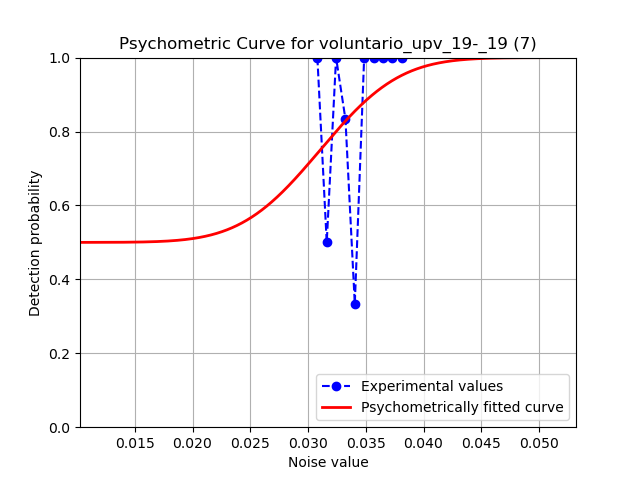 Psychometric Curve for voluntario_upv_19-_19 (7)
1.0
0.8
0.6
0.4
0.2
0.0
Detection probability
0.015 0.020 0.025 0.030 0.035 0.040 0.045 0.050
Noise value
Experimental values
Psychometrically fitted curve